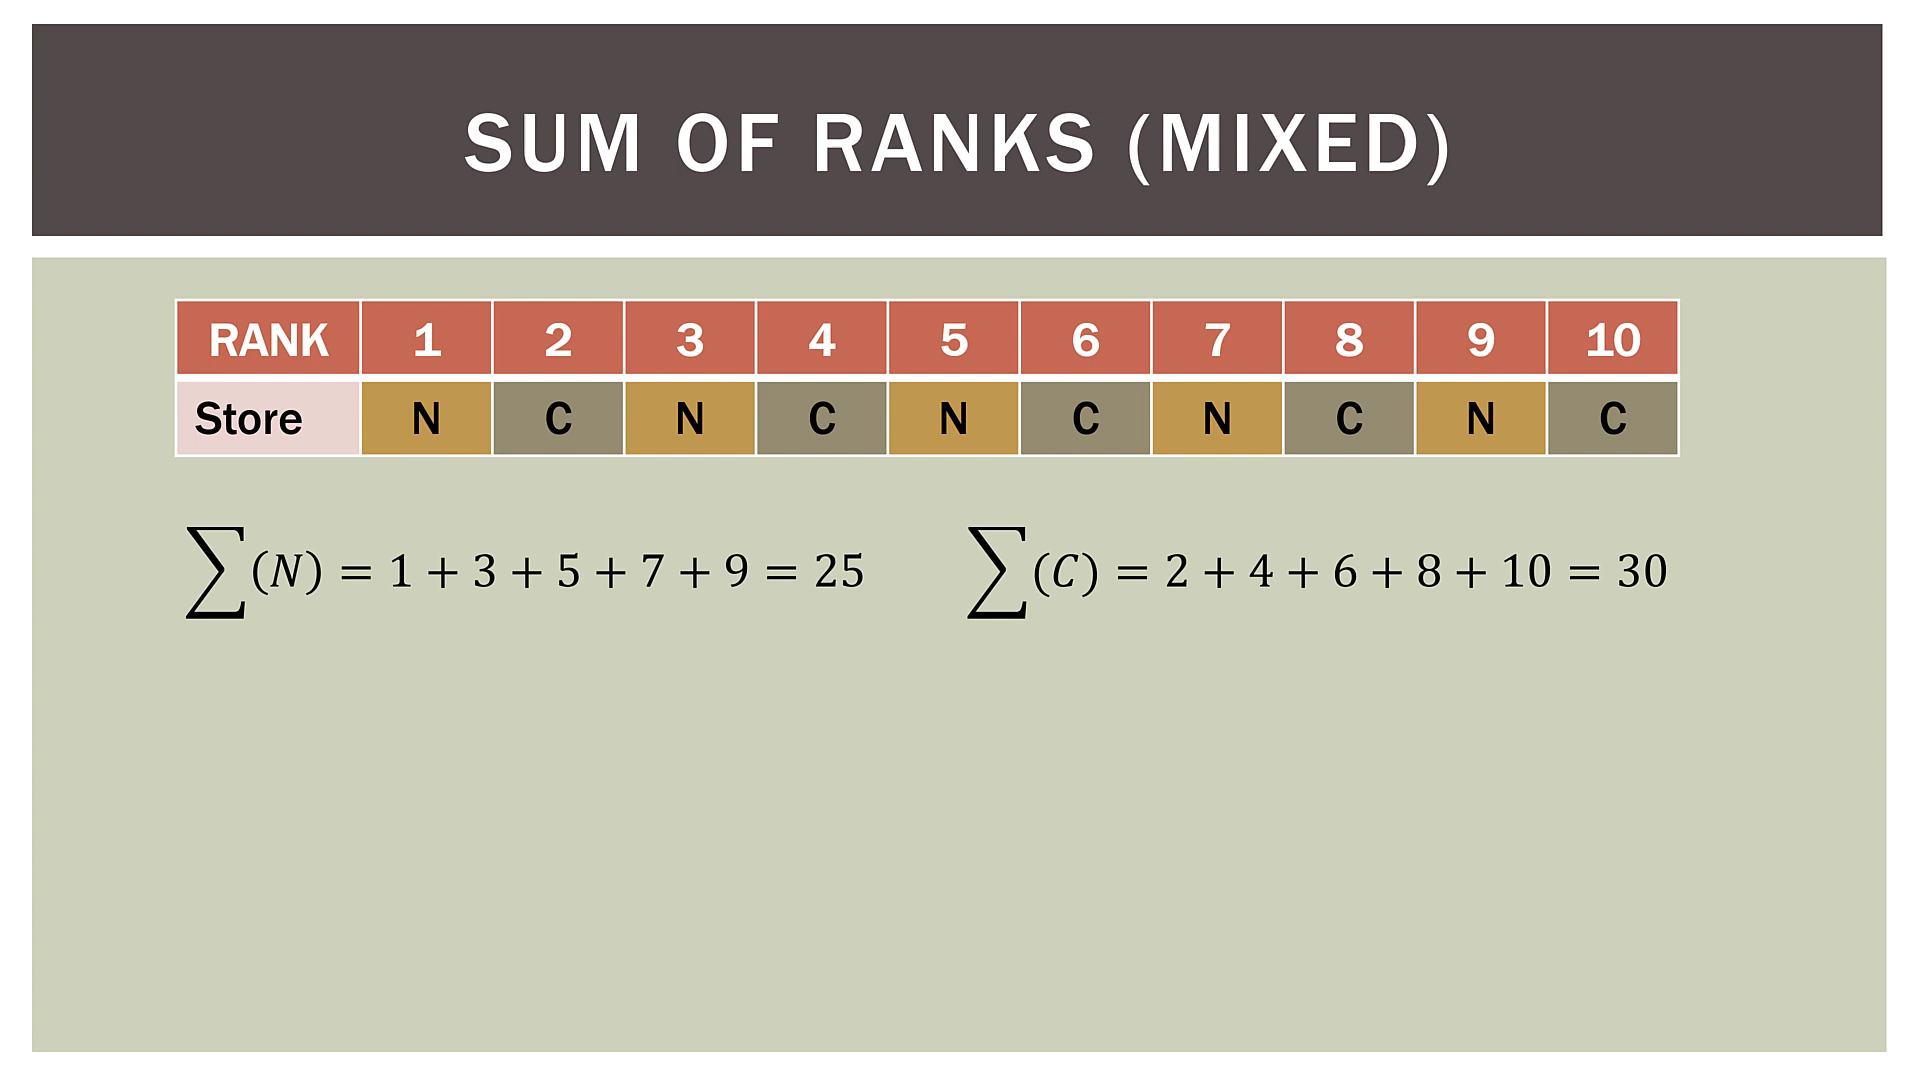 SUM OF RANKS (MIXED)
RANK 1 2 3 4 5 6 7 8 9 10
Store N C N C N C N C N C
∑(N) = 1 + 3 + 5 + 7 + 9 = 25 ∑(C) = 2 + 4 + 6 + 8 + 10 = 30